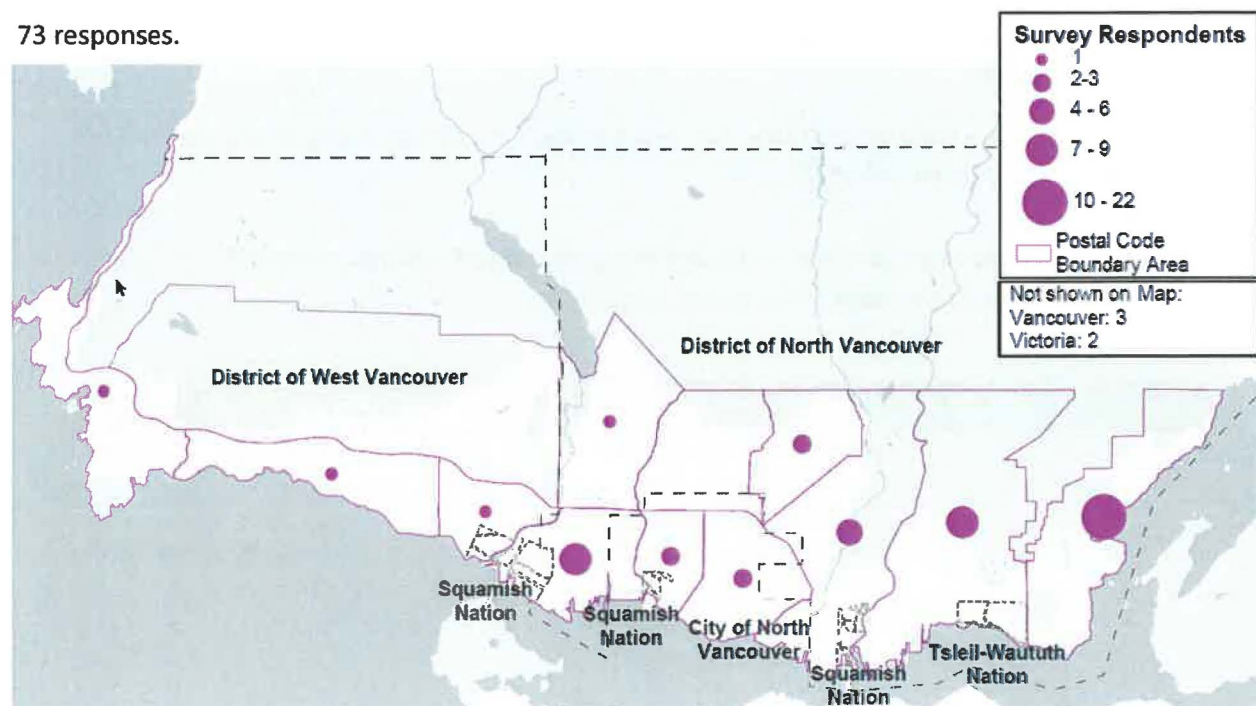 73 responses.
Survey Respondents
1
2-3
4 - 6
7 - 9
10 - 22
Postal Code
Boundary Area
Not shown on Map:
Vancouver: 3
Victoria: 2
District of North Vancouver
District of West Vancouver
Squamish
Nation
Squamish
Nation
City of North
Vancouver
Squamish
Nation
Tsleil-Waututh
Nation